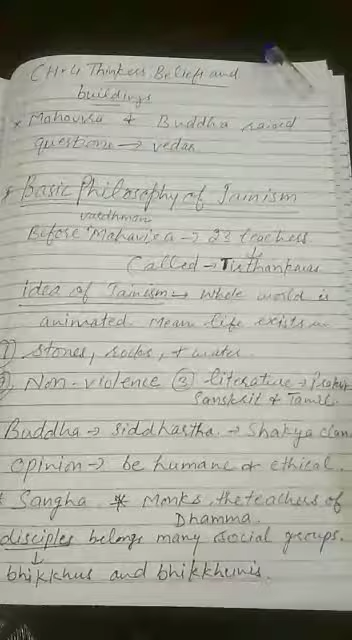 CH-4 Thinkers Beliefs and
buildings
* Mahavira & Buddha raised
questions → vedas
* Basic Philosophy of Jainism
vardhman
Before Mahavira → 23 teachers
↓
Called → Tirthankaras
idea of Jainism → whole world is
animated. Mean life exists in
① stones, rocks, & water.
② Non-violence ③ literature → Prakrit
Sanskrit & Tamil.
Buddha → Siddhartha. → Shakya clan
opinion → be humane & ethical.
* Sangha * Monks, the teachers of
Dhamma.
disciples belongs many social groups.
↓
bhikkhus and bhikkhunis.